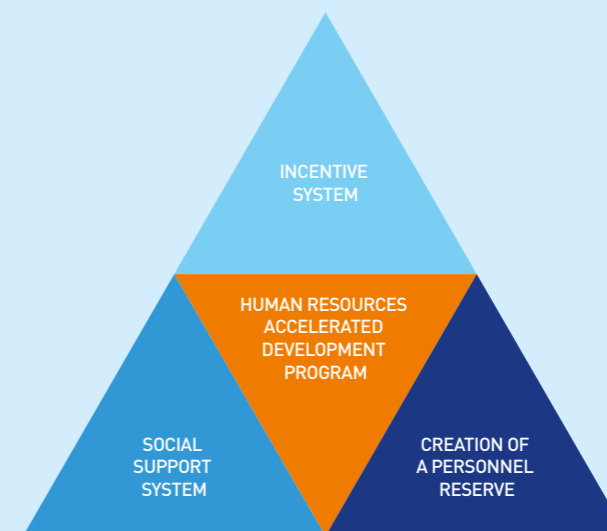 INCENTIVE
SYSTEM
HUMAN RESOURCES
ACCELERATED
DEVELOPMENT
PROGRAM
SOCIAL
SUPPORT
SYSTEM
CREATION OF
A PERSONNEL
RESERVE